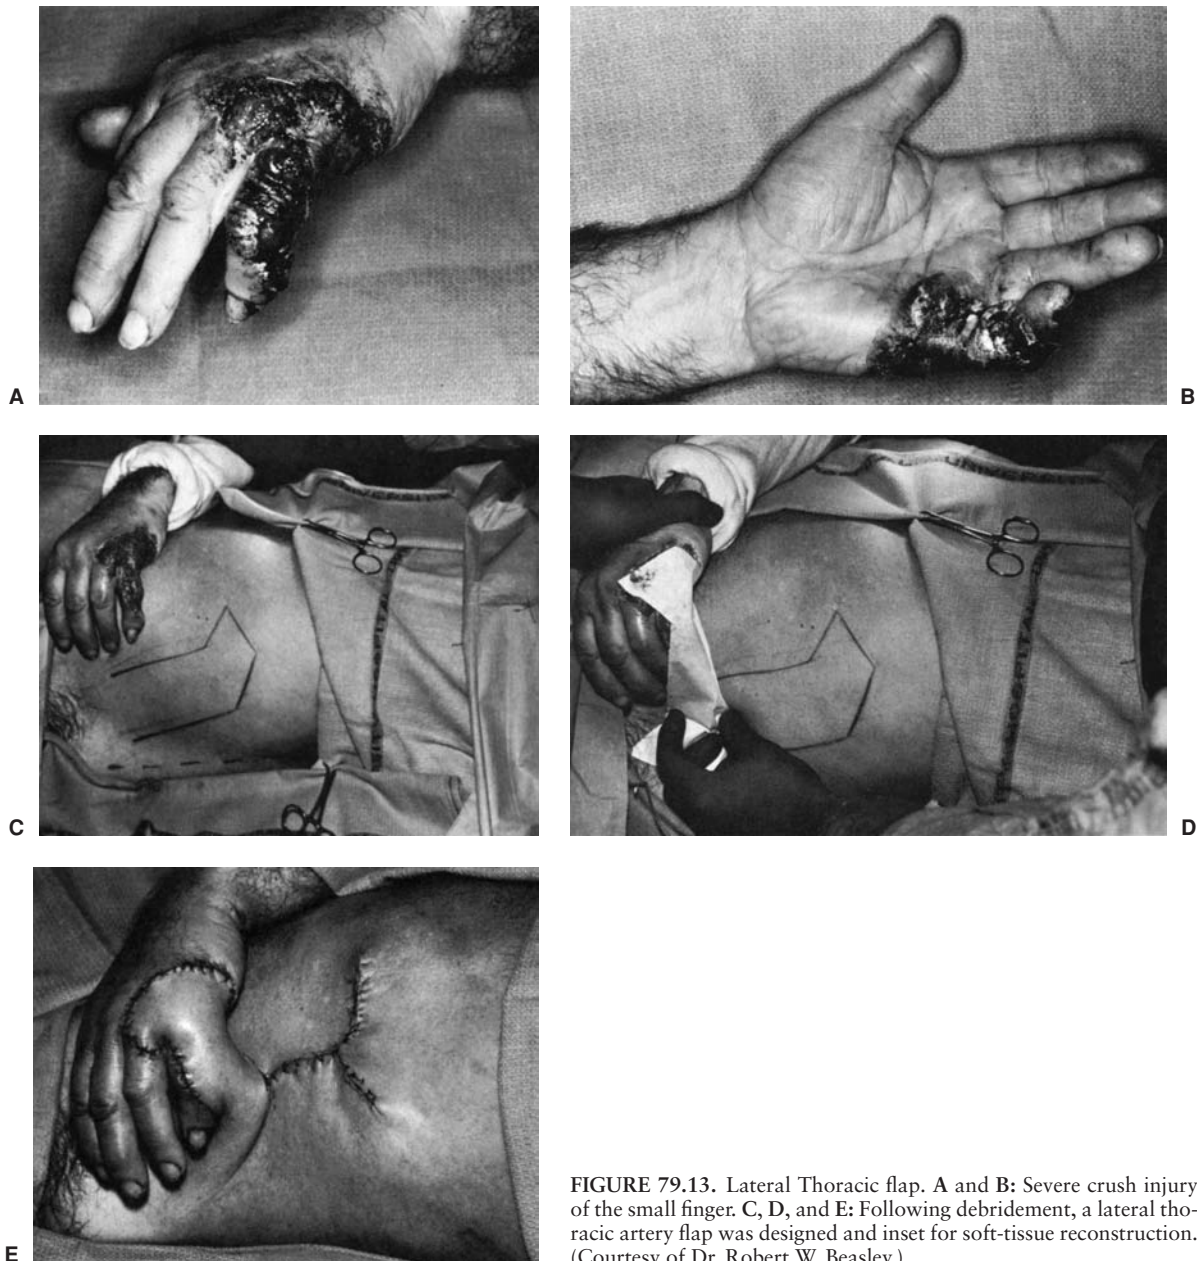 A
B
C
D
E
FIGURE 79.13. Lateral Thoracic flap. A and B: Severe crush injury
of the small finger. C, D, and E: Following debridement, a lateral tho-
racic artery flap was designed and inset for soft-tissue reconstruction.
(Courtesy of Dr. Robert W. Beasley.)